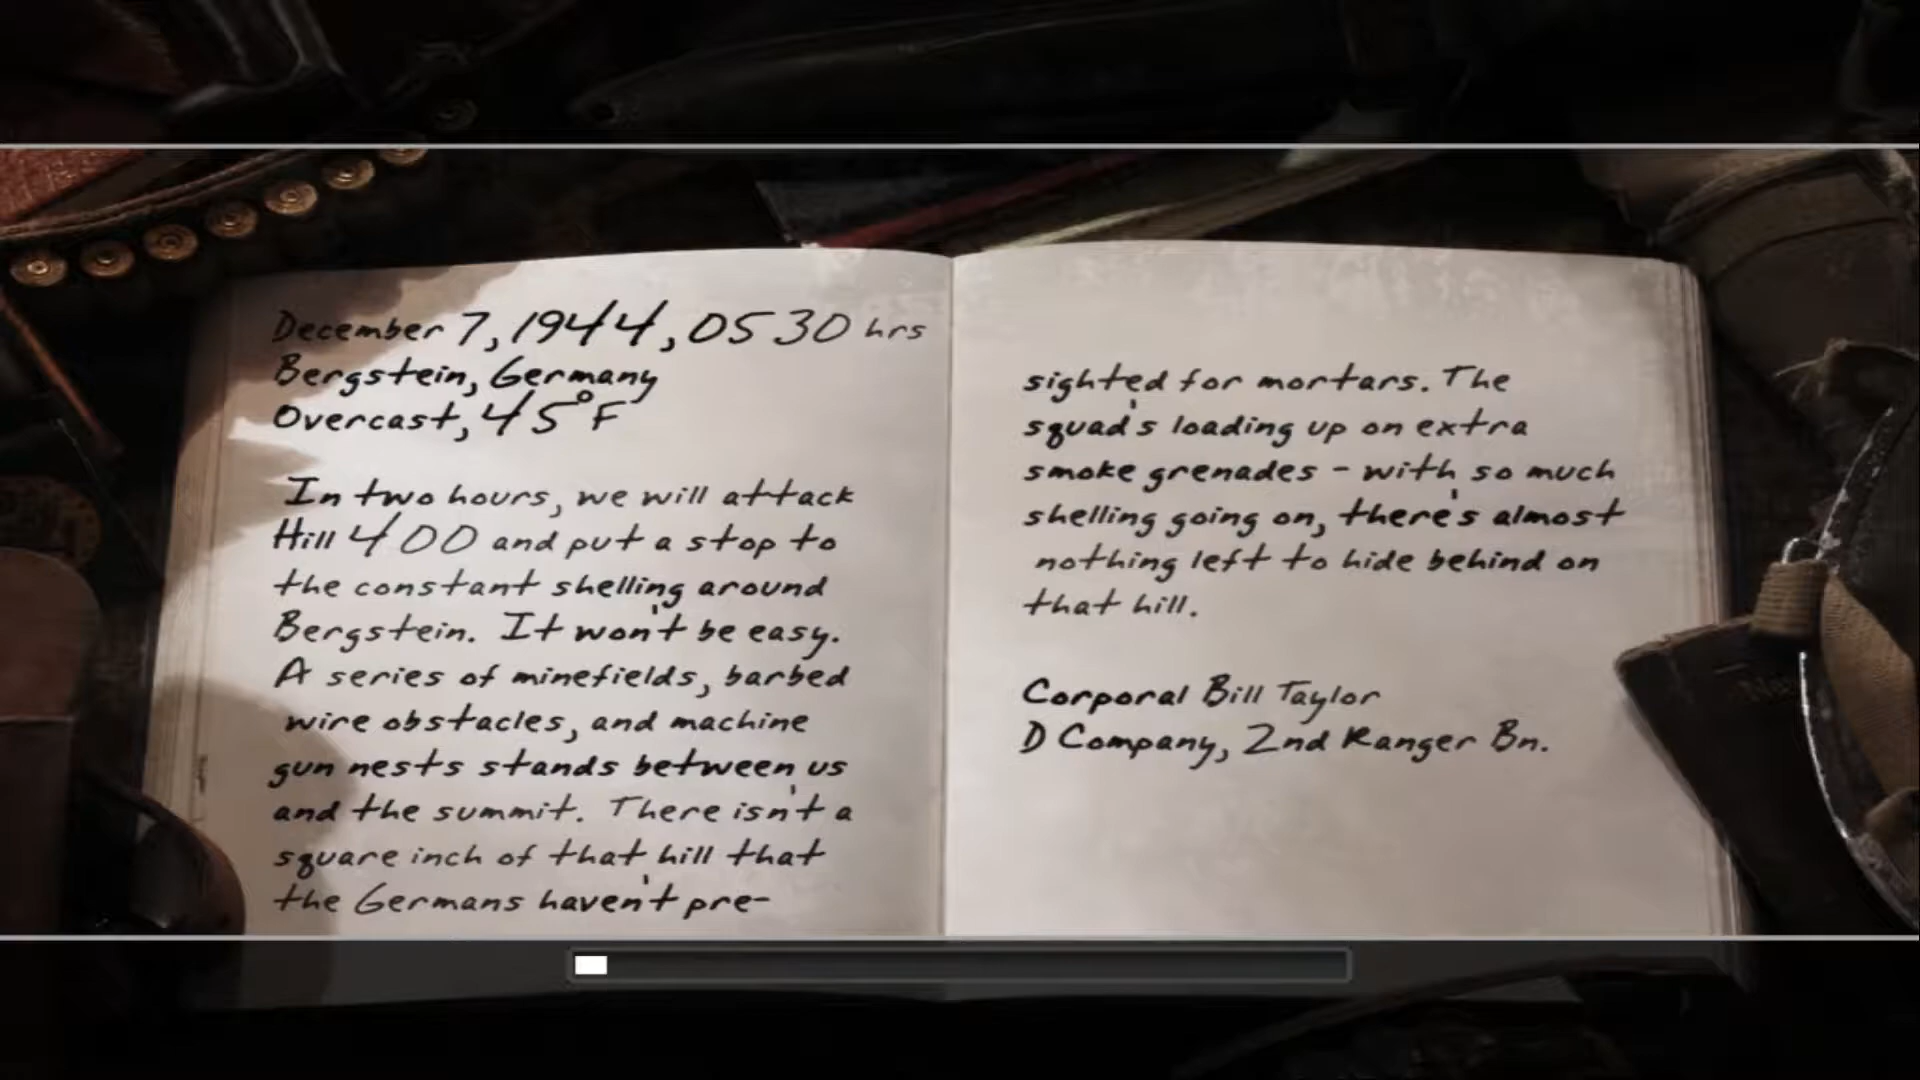 December 7, 1944, 0530 hrs
Bergstein, Germany
Overcast, 45°F
In two hours, we will attack
Hill 400 and put a stop to
the constant shelling around
Bergstein. It won't be easy.
A series of minefields, barbed
wire obstacles, and machine
gun nests stands between us
and the summit. There isn't a
square inch of that hill that
the Germans haven't pre-
sighted for mortars. The
squad's loading up on extra
smoke grenades - with so much
shelling going on, there's almost
nothing left to hide behind on
that hill.
Corporal Bill Taylor
D Company, 2nd Ranger Bn.